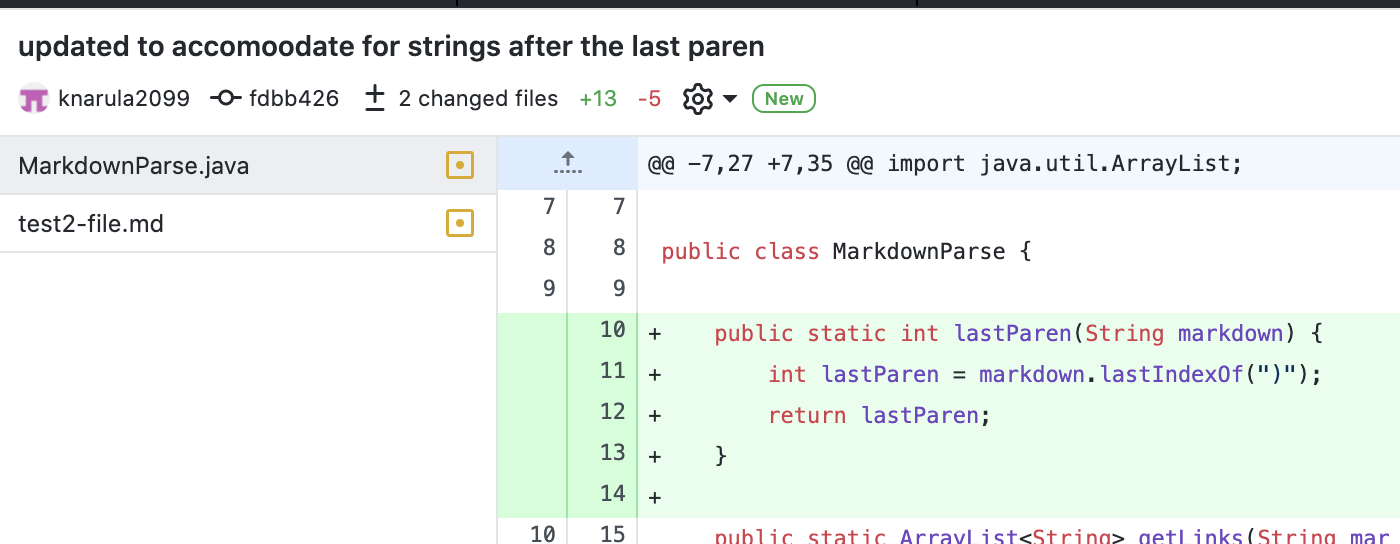 updated to accomoodate for strings after the last paren
knarula2099 fdbb426 2 changed files +13 -5 New
MarkdownParse.java
test2-file.md
@@ -7,27 +7,35 @@ import java.util.ArrayList;
7 7
8 8 public class MarkdownParse {
9 9
10 + public static int lastParen(String markdown) {
11 + int lastParen = markdown.lastIndexOf(")");
12 + return lastParen;
13 + }
14 +
10 15 public static ArrayList<String> getLinks(String mar